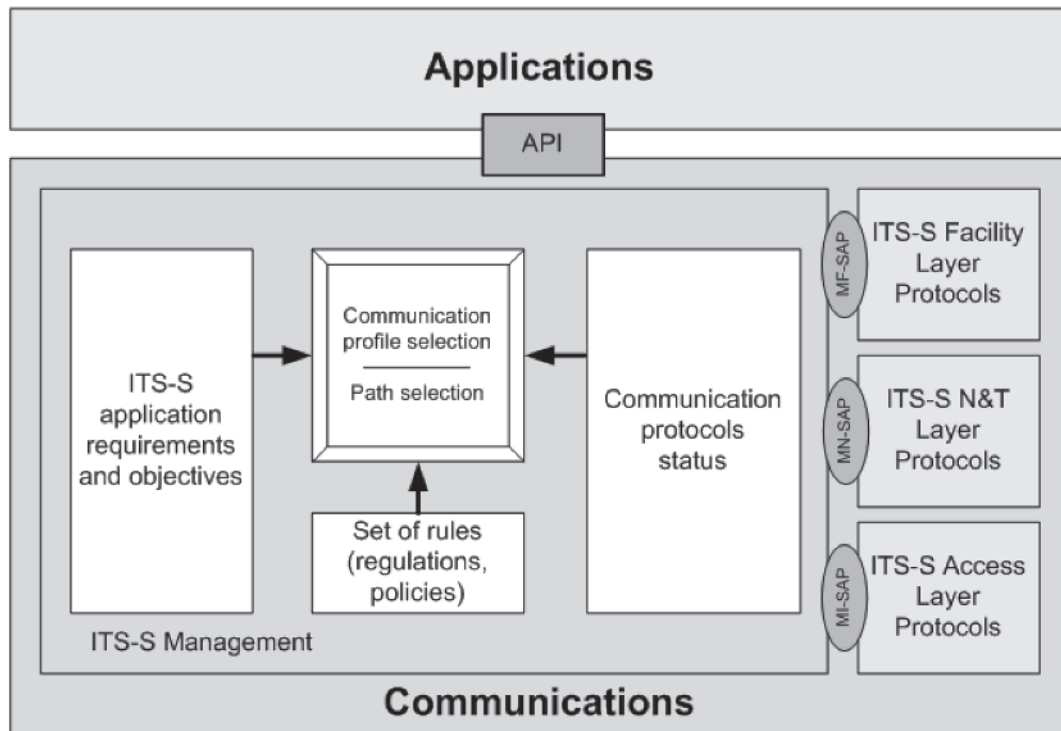 Applications
API
ITS-S
application
requirements
and objectives
Communication
profile selection
Path selection
Set of rules
(regulations,
policies)
Communication
protocols
status
MF-SAP
ITS-S Facility
Layer
Protocols
MN-SAP
ITS-S N&T
Layer
Protocols
MI-SAP
ITS-S Access
Layer
Protocols
ITS-S Management
Communications